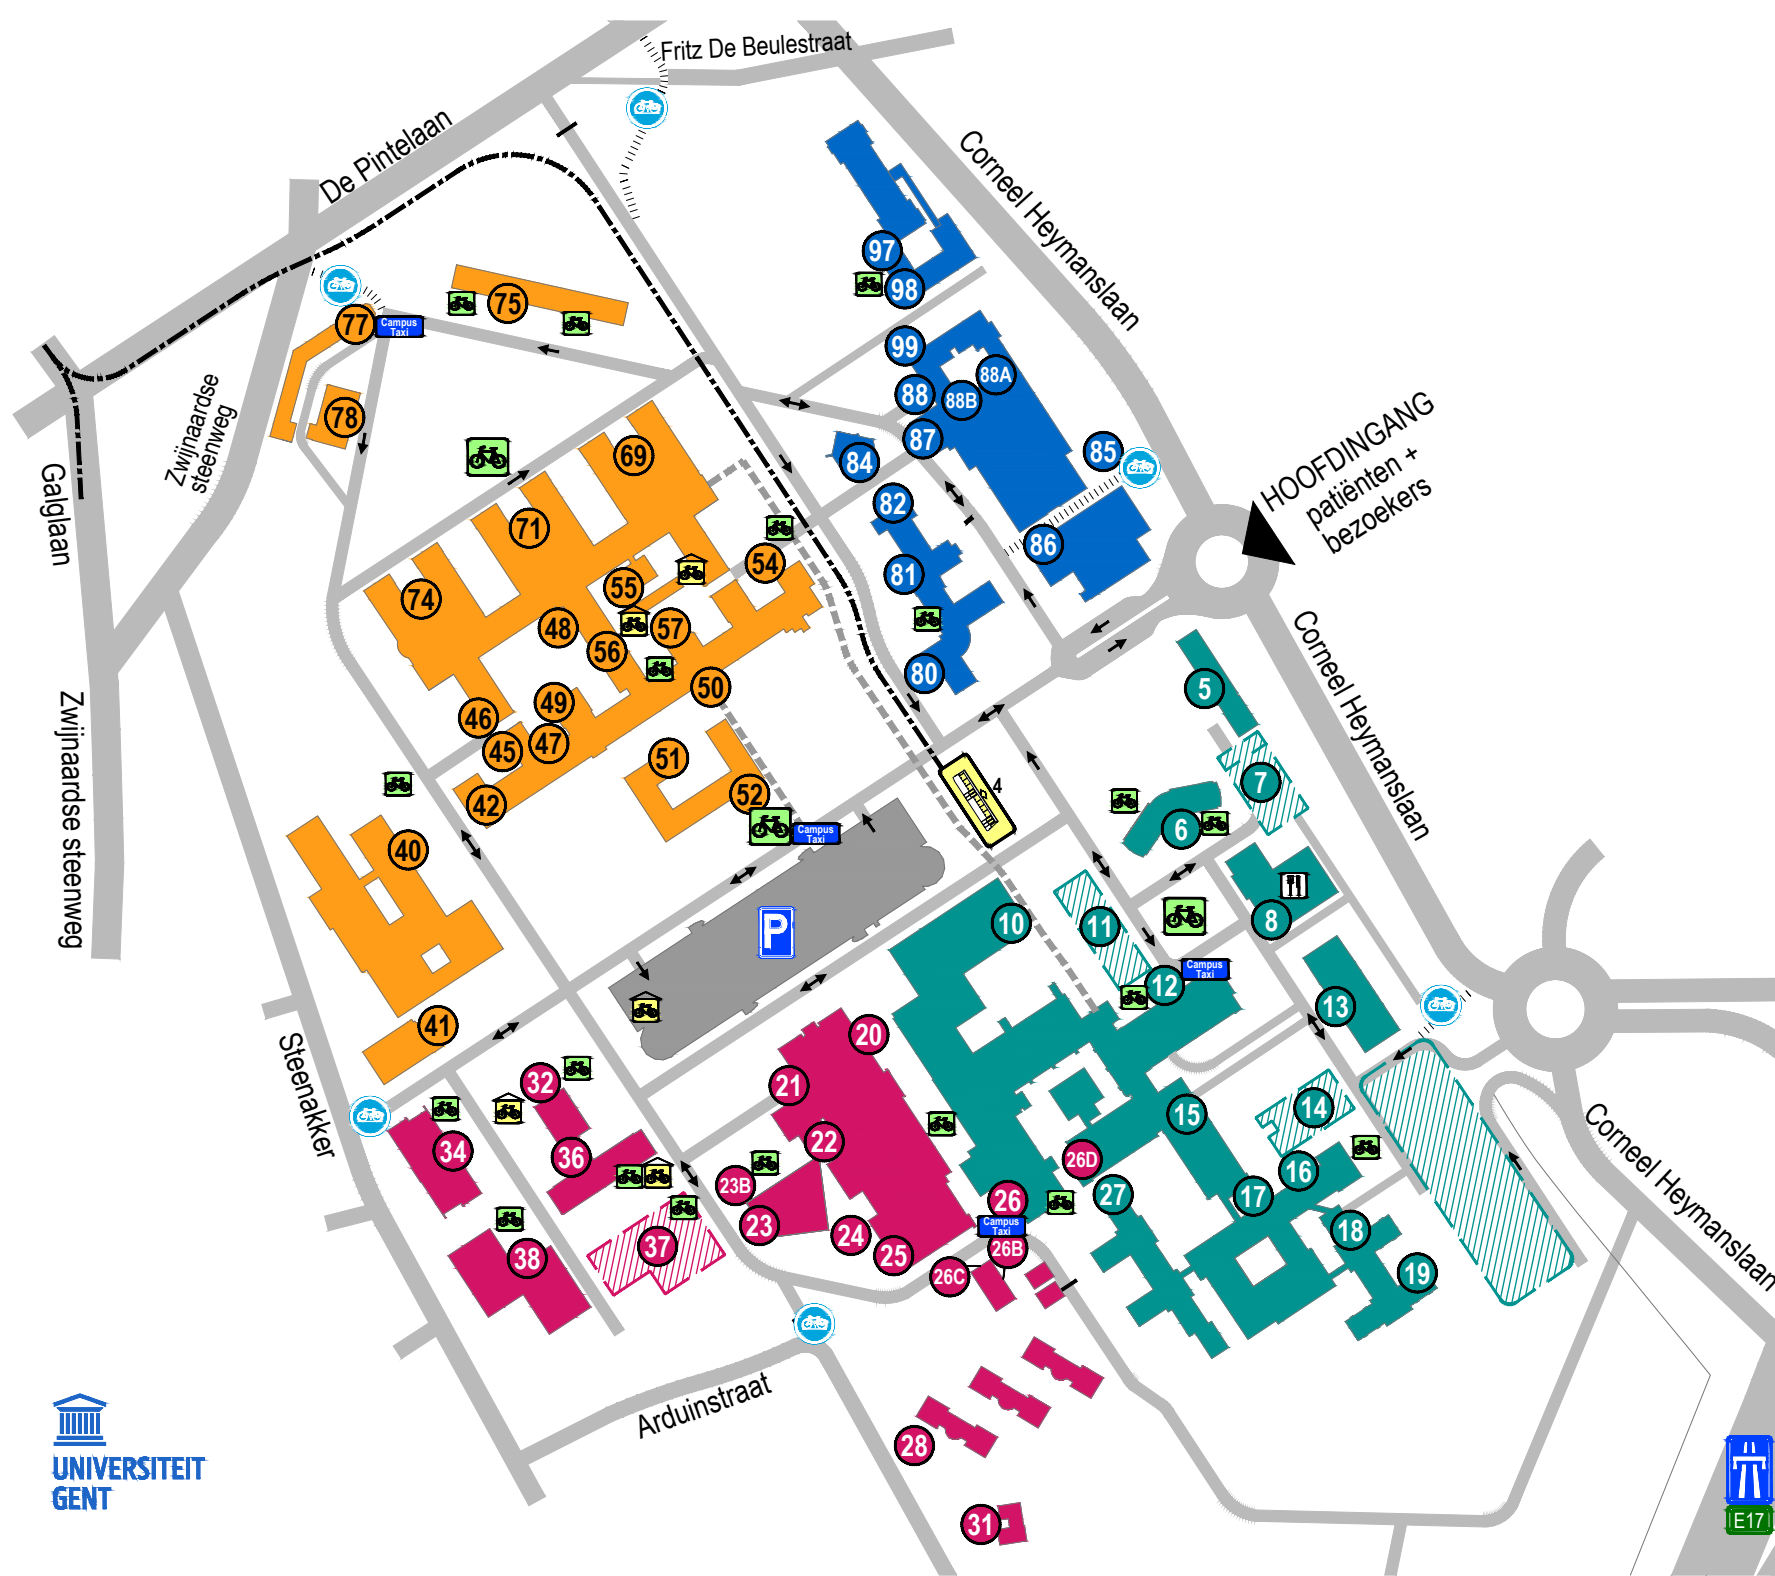 Fritz De Beulestraat
De Pintelaan
Corneel Heymanslaan
97
98
75
77
Campus
Taxi
99
88A
88
88B
78
Zwijnaardse
steenweg
87
84
85
HOOFDINGANG
patiënten +
bezoekers
69
Galglaan
71
82
86
54
74
55
81
48
57
56
80
50
5
Corneel Heymanslaan
46
49
45
47
51
7
4
52
42
Campus
Taxi
6
40
Zwijnaardse steenweg
P
10
11
8
Campus
Taxi
12
13
41
20
Steenakker
32
21
14
15
22
34
36
26D
16
23B
27
17
26
Corneel Heymanslaan
23
Campus
Taxi
24
18
37
26B
25
38
26C
19
Arduinstraat
28
UNIVERSITEIT
GENT
31
E17